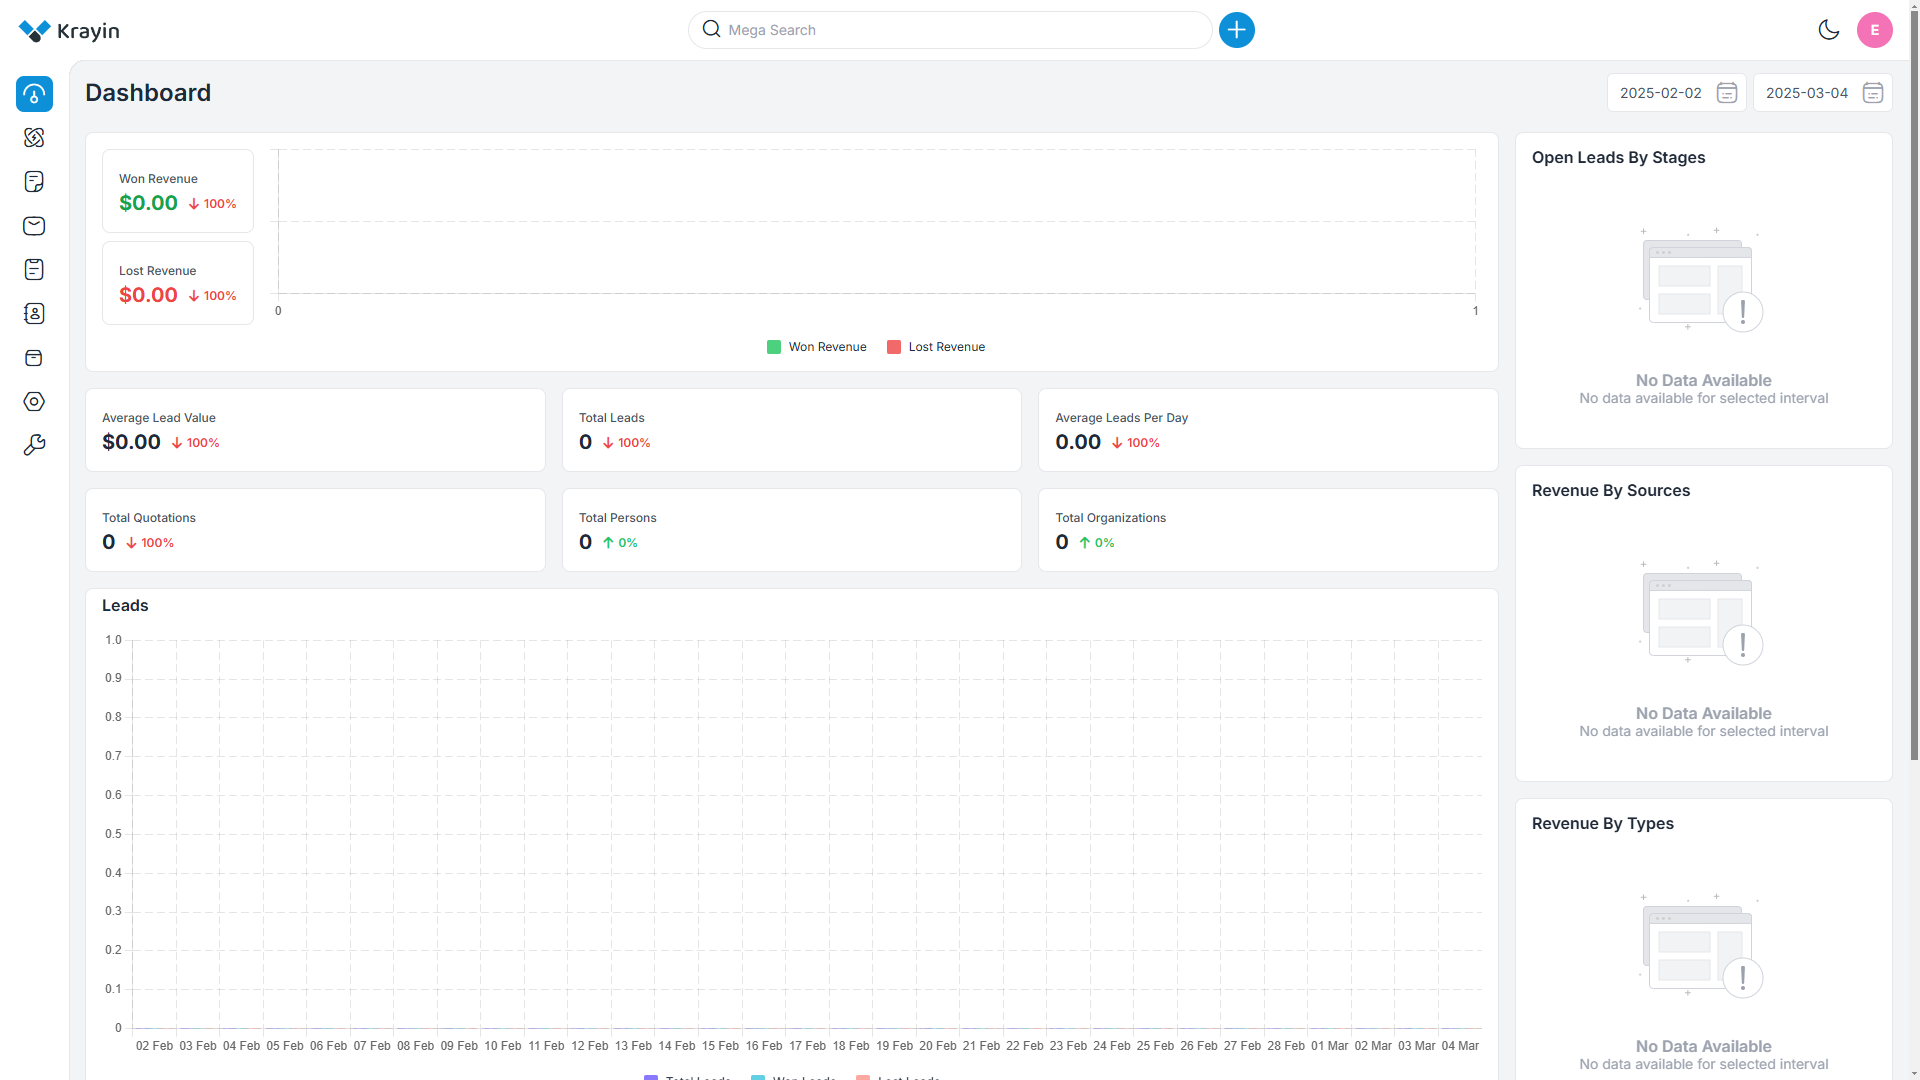 Krayin
Mega Search
E
Dashboard
2025-02-02
2025-03-04
Won Revenue
$0.00 100%
Lost Revenue
$0.00 100%
0 1
Won Revenue Lost Revenue
Average Lead Value
$0.00 100%
Total Leads
0 100%
Average Leads Per Day
0.00 100%
Total Quotations
0 100%
Total Persons
0 0%
Total Organizations
0 0%
Leads
1.0
0.9
0.8
0.7
0.6
0.5
0.4
0.3
0.2
0.1
0
02 Feb 03 Feb 04 Feb 05 Feb 06 Feb 07 Feb 08 Feb 09 Feb 10 Feb 11 Feb 12 Feb 13 Feb 14 Feb 15 Feb 16 Feb 17 Feb 18 Feb 19 Feb 20 Feb 21 Feb 22 Feb 23 Feb 24 Feb 25 Feb 26 Feb 27 Feb 28 Feb 01 Mar 02 Mar 03 Mar 04 Mar
Total Leads Won Leads Lost Leads
Open Leads By Stages
No Data Available
No data available for selected interval
Revenue By Sources
No Data Available
No data available for selected interval
Revenue By Types
No Data Available
No data available for selected interval